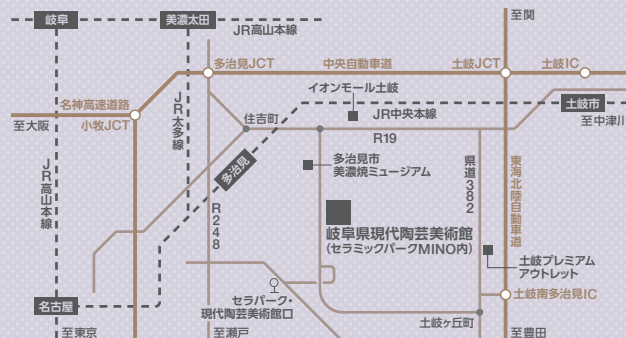 至関
岐阜
美濃太田
JR高山本線
多治見JCT
中央自動車道
土岐JCT
土岐IC
イオンモール土岐
名神高速道路
土岐市
至大阪
小牧JCT
JR太多線
住吉町
JR中央本線
至中津川
R19
JR高山本線
多治見
多治見市
美濃焼ミュージアム
県道382
東海北陸自動車道
R248
岐阜県現代陶芸美術館
(セラミックパークMINO内)
土岐プレミアム
アウトレット
名古屋
セラパーク・
現代陶芸美術館口
土岐南多治見IC
土岐ヶ丘町
至東京
至瀬戸
至豊田